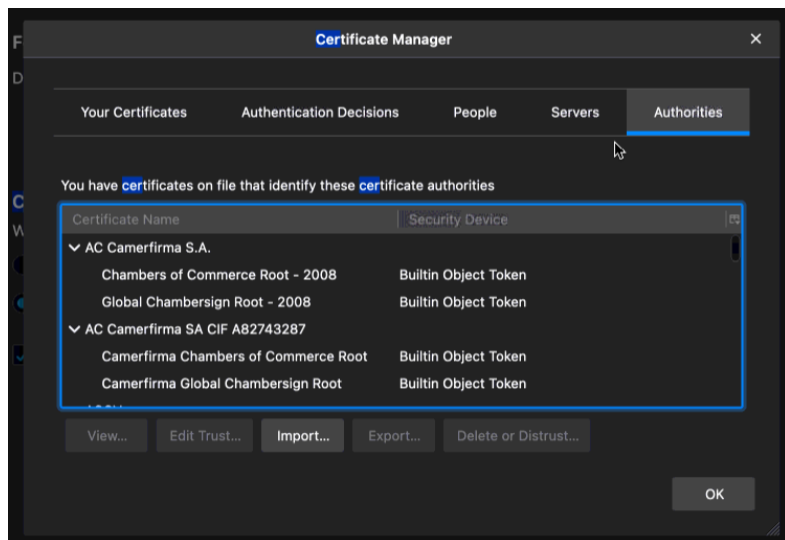 F
Certificate Manager
D
Your Certificates Authentication Decisions People Servers Authorities
You have certificates on file that identify these certificate authorities
C
Certificate Name Security Device
W
AC Camerfirma S.A.
Chambers of Commerce Root - 2008 Builtin Object Token
Global Chambersign Root - 2008 Builtin Object Token
AC Camerfirma SA CIF A82743287
Camerfirma Chambers of Commerce Root Builtin Object Token
Camerfirma Global Chambersign Root Builtin Object Token
View... Edit Trust... Import... Export... Delete or Distrust...
OK